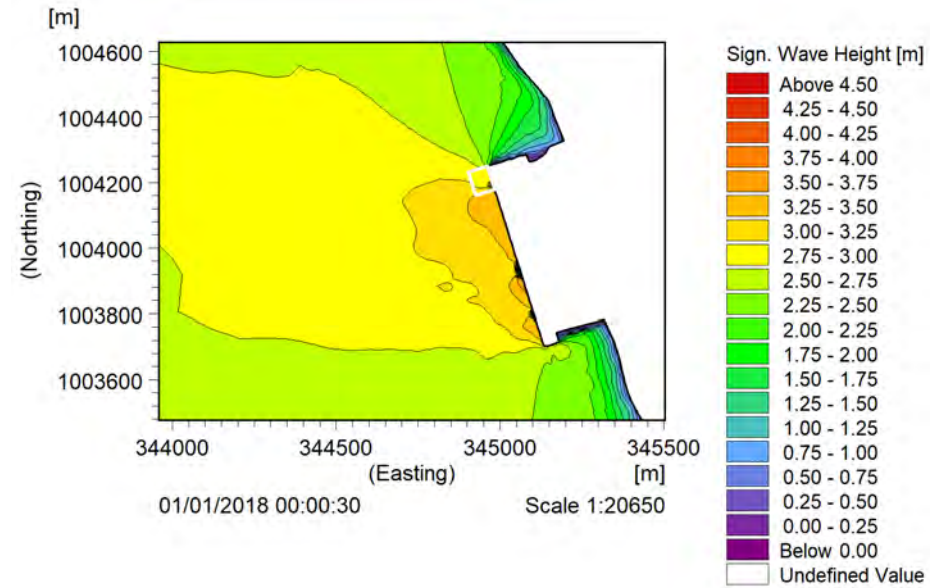 [m]
1004600
1004400
1004200
1004000
1003800
1003600
(Northing)
344000 344500 345000 345500
(Easting) [m]
01/01/2018 00:00:30 Scale 1:20650
Sign. Wave Height [m]
Above 4.50
4.25 - 4.50
4.00 - 4.25
3.75 - 4.00
3.50 - 3.75
3.25 - 3.50
3.00 - 3.25
2.75 - 3.00
2.50 - 2.75
2.25 - 2.50
2.00 - 2.25
1.75 - 2.00
1.50 - 1.75
1.25 - 1.50
1.00 - 1.25
0.75 - 1.00
0.50 - 0.75
0.25 - 0.50
0.00 - 0.25
Below 0.00
Undefined Value